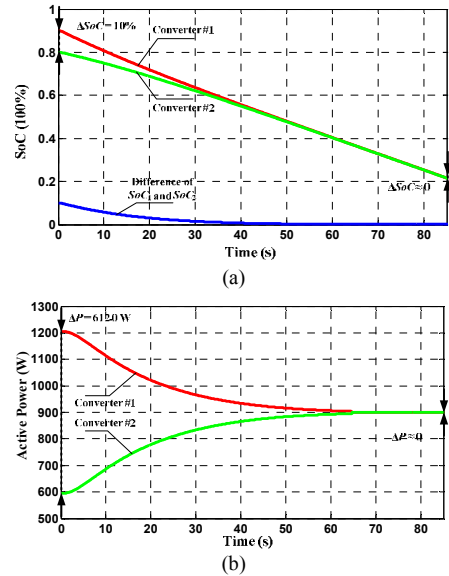 ΔSoC = 10%
Converter #1
Converter #2
Difference of
SoC₁ and SoC₂
ΔSoC≈0
SoC (100%)
1
0.8
0.6
0.4
0.2
0
0 10 20 30 40 50 60 70 80
Time (s)
(a)
ΔP = 6120 W
Converter #1
Converter #2
ΔP≈0
Active Power (W)
1300
1200
1100
1000
900
800
700
600
500
0 10 20 30 40 50 60 70 80
Time (s)
(b)